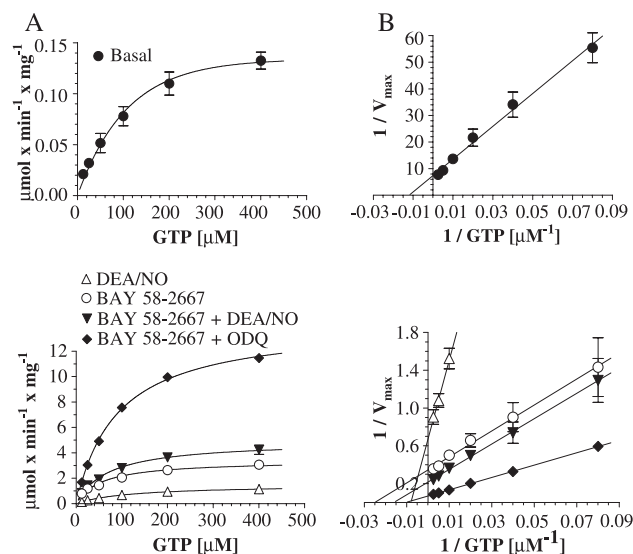 A
B
µmol x min-1 x mg-1
0.15
0.10
0.05
0.00
Basal
0 100 200 300 400 500
GTP [µM]
1 / Vmax
60
50
40
30
20
10
-0.03 -0.01 0.01 0.03 0.05 0.07 0.09
1 / GTP [µM-1]
DEA/NO
BAY 58-2667
BAY 58-2667 + DEA/NO
BAY 58-2667 + ODQ
µmol x min-1 x mg-1
12
10
8
6
4
2
0
0 100 200 300 400 500
GTP [µM]
1 / Vmax
1.8
1.4
1.0
0.6
0.2
-0.03 -0.01 0.01 0.03 0.05 0.07 0.09
1 / GTP [µM-1]